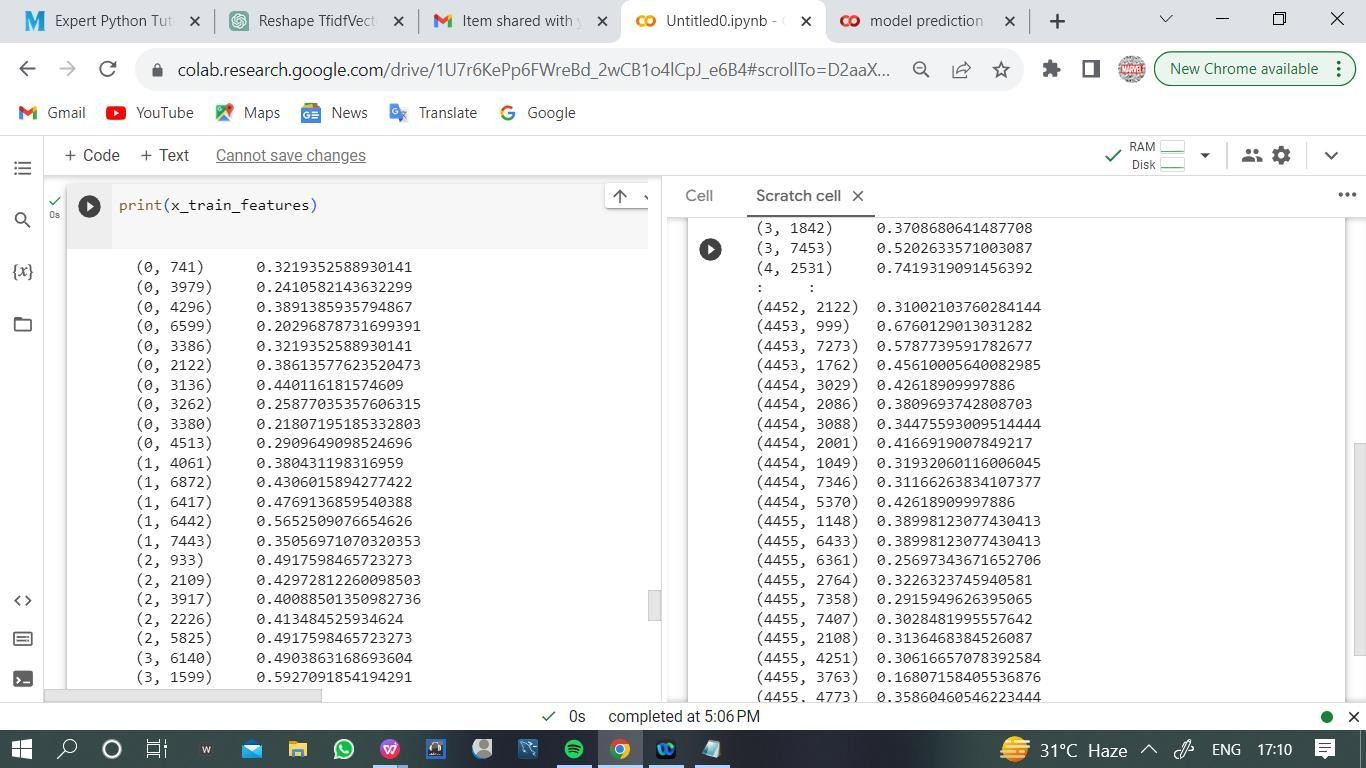 Expert Python Tut
Reshape TfidfVect
Item shared with y
Untitled0.ipynb -
model prediction
colab.research.google.com/drive/1U7r6KePp6FWreBd_2wCB1o4lCpJ_e6B4#scrollTo=D2aaX...
New Chrome available
Gmail YouTube Maps News Translate Google
+ Code + Text Cannot save changes
RAM
Disk
0s
print(x_train_features)
(0, 741) 0.3219352588930141
(0, 3979) 0.2410582143632299
(0, 4296) 0.3891385935794867
(0, 6599) 0.20296878731699391
(0, 3386) 0.3219352588930141
(0, 2122) 0.38613577623520473
(0, 3136) 0.440116181574609
(0, 3262) 0.25877035357606315
(0, 3380) 0.21807195185332803
(0, 4513) 0.2909649098524696
(1, 4061) 0.380431198316959
(1, 6872) 0.4306015894277422
(1, 6417) 0.4769136859540388
(1, 6442) 0.5652509076654626
(1, 7443) 0.35056971070320353
(2, 933) 0.4917598465723273
(2, 2109) 0.42972812260098503
(2, 3917) 0.40088501350982736
(2, 2226) 0.413484525934624
(2, 5825) 0.4917598465723273
(3, 6140) 0.4903863168693604
(3, 1599) 0.5927091854194291
Cell Scratch cell
(3, 1842) 0.3708680641487708
(3, 7453) 0.5202633571003087
(4, 2531) 0.7419319091456392
: :
(4452, 2122) 0.31002103760284144
(4453, 999) 0.6760129013031282
(4453, 7273) 0.5787739591782677
(4453, 1762) 0.45610005640082985
(4454, 3029) 0.42618909997886
(4454, 2086) 0.3809693742808703
(4454, 3088) 0.34475593009514444
(4454, 2001) 0.4166919007849217
(4454, 1049) 0.31932060116006045
(4454, 7346) 0.31166263834107377
(4454, 5370) 0.42618909997886
(4455, 1148) 0.38998123077430413
(4455, 6433) 0.38998123077430413
(4455, 6361) 0.25697343671652706
(4455, 2764) 0.3226323745940581
(4455, 7358) 0.2915949626395065
(4455, 7407) 0.3028481995557642
(4455, 2108) 0.3136468384526087
(4455, 4251) 0.30616657078392584
(4455, 3763) 0.16807158405536876
(4455, 4773) 0.35860460546223444
0s completed at 5:06 PM
31°C Haze ENG 17:10